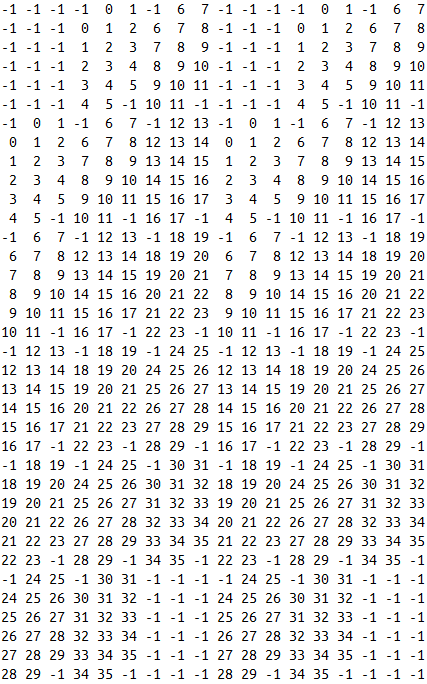 -1 -1 -1 -1 0 1 -1 6 7 -1 -1 -1 -1 0 1 -1 6 7
-1 -1 -1 0 1 2 6 7 8 -1 -1 -1 0 1 2 6 7 8
-1 -1 -1 1 2 3 7 8 9 -1 -1 -1 1 2 3 7 8 9
-1 -1 -1 2 3 4 8 9 10 -1 -1 -1 2 3 4 8 9 10
-1 -1 -1 3 4 5 9 10 11 -1 -1 -1 3 4 5 9 10 11
-1 -1 -1 4 5 -1 10 11 -1 -1 -1 -1 4 5 -1 10 11 -1
-1 0 1 -1 6 7 -1 12 13 -1 0 1 -1 6 7 -1 12 13
0 1 2 6 7 8 12 13 14 0 1 2 6 7 8 12 13 14
1 2 3 7 8 9 13 14 15 1 2 3 7 8 9 13 14 15
2 3 4 8 9 10 14 15 16 2 3 4 8 9 10 14 15 16
3 4 5 9 10 11 15 16 17 3 4 5 9 10 11 15 16 17
4 5 -1 10 11 -1 16 17 -1 4 5 -1 10 11 -1 16 17 -1
-1 6 7 -1 12 13 -1 18 19 -1 6 7 -1 12 13 -1 18 19
6 7 8 12 13 14 18 19 20 6 7 8 12 13 14 18 19 20
7 8 9 13 14 15 19 20 21 7 8 9 13 14 15 19 20 21
8 9 10 14 15 16 20 21 22 8 9 10 14 15 16 20 21 22
9 10 11 15 16 17 21 22 23 9 10 11 15 16 17 21 22 23
10 11 -1 16 17 -1 22 23 -1 10 11 -1 16 17 -1 22 23 -1
-1 12 13 -1 18 19 -1 24 25 -1 12 13 -1 18 19 -1 24 25
12 13 14 18 19 20 24 25 26 12 13 14 18 19 20 24 25 26
13 14 15 19 20 21 25 26 27 13 14 15 19 20 21 25 26 27
14 15 16 20 21 22 26 27 28 14 15 16 20 21 22 26 27 28
15 16 17 21 22 23 27 28 29 15 16 17 21 22 23 27 28 29
16 17 -1 22 23 -1 28 29 -1 16 17 -1 22 23 -1 28 29 -1
-1 18 19 -1 24 25 -1 30 31 -1 18 19 -1 24 25 -1 30 31
18 19 20 24 25 26 30 31 32 18 19 20 24 25 26 30 31 32
19 20 21 25 26 27 31 32 33 19 20 21 25 26 27 31 32 33
20 21 22 26 27 28 32 33 34 20 21 22 26 27 28 32 33 34
21 22 23 27 28 29 33 34 35 21 22 23 27 28 29 33 34 35
22 23 -1 28 29 -1 34 35 -1 22 23 -1 28 29 -1 34 35 -1
-1 24 25 -1 30 31 -1 -1 -1 -1 24 25 -1 30 31 -1 -1 -1
24 25 26 30 31 32 -1 -1 -1 24 25 26 30 31 32 -1 -1 -1
25 26 27 31 32 33 -1 -1 -1 25 26 27 31 32 33 -1 -1 -1
26 27 28 32 33 34 -1 -1 -1 26 27 28 32 33 34 -1 -1 -1
27 28 29 33 34 35 -1 -1 -1 27 28 29 33 34 35 -1 -1 -1
28 29 -1 34 35 -1 -1 -1 -1 28 29 -1 34 35 -1 -1 -1 -1